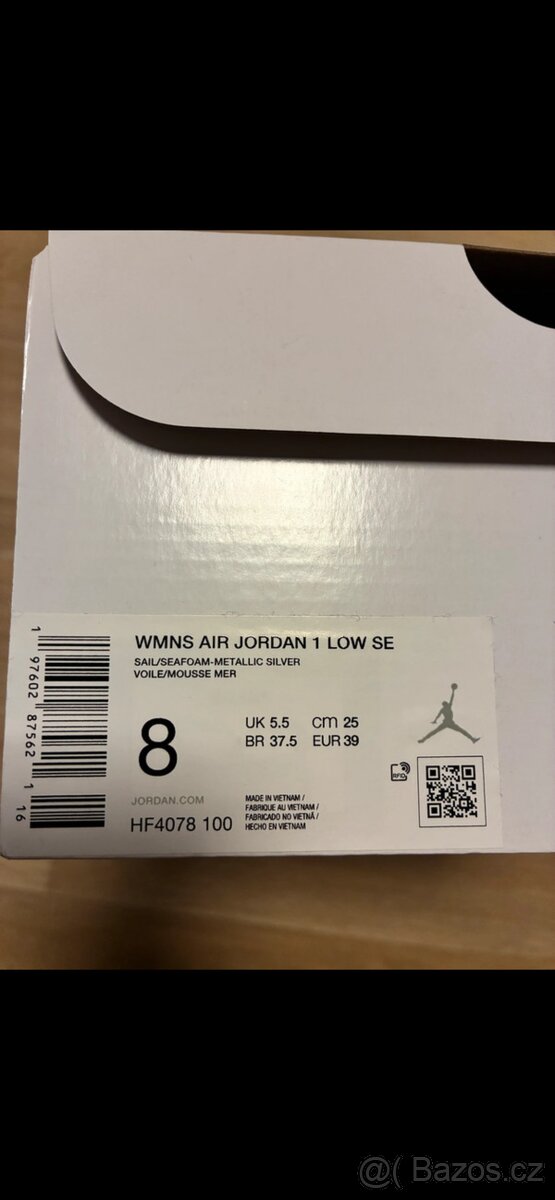 WMNS AIR JORDAN 1 LOW SE
SAIL/SEAFOAM-METALLIC SILVER
VOILE/MOUSSE MER
8
UK 5.5 cm 25
BR 37.5 EUR 39
RFID
JORDAN.COM
HF4078 100
MADE IN VIETNAM /
FABRIQUE AU VIETNAM /
FABRICADO NO VIETNÃ /
HECHO EN VIETNAM
1 97602 87562 1 16
@( Bazos.cz